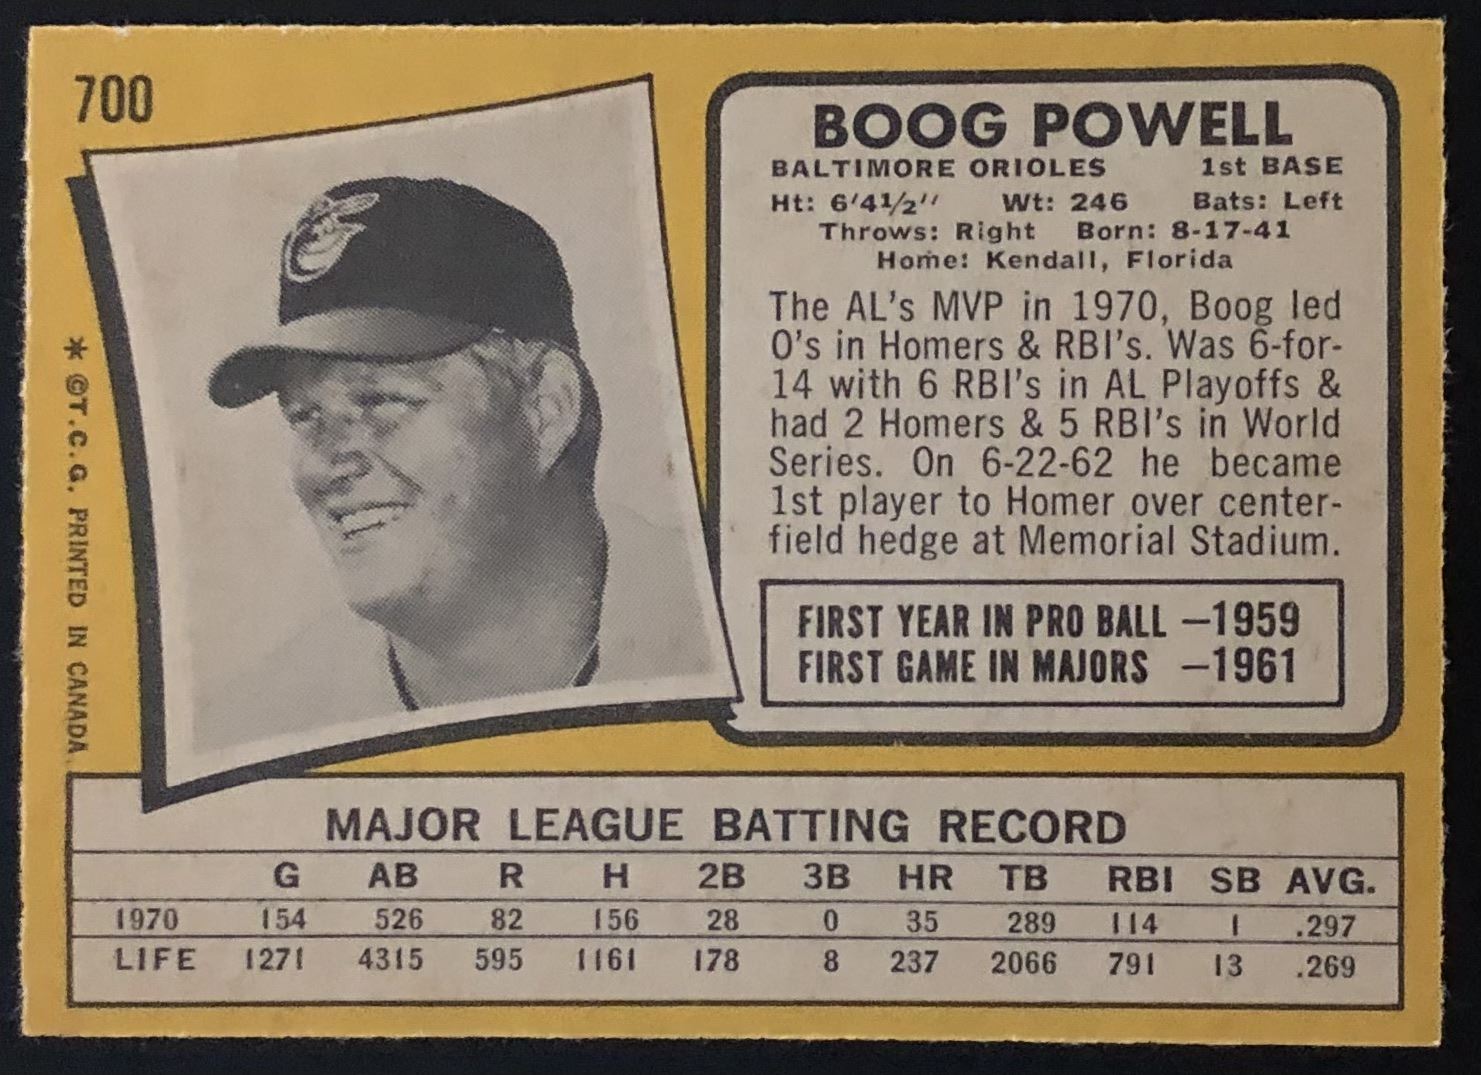 700
BOOG POWELL
BALTIMORE ORIOLES 1st BASE
Ht: 6'4½" Wt: 246 Bats: Left
Throws: Right Born: 8-17-41
Home: Kendall, Florida
The AL's MVP in 1970, Boog led
O's in Homers & RBI's. Was 6-for-
14 with 6 RBI's in AL Playoffs &
had 2 Homers & 5 RBI's in World
Series. On 6-22-62 he became
1st player to Homer over center-
field hedge at Memorial Stadium.
FIRST YEAR IN PRO BALL —1959
FIRST GAME IN MAJORS —1961
* ©T.C.G. PRINTED IN CANADA
MAJOR LEAGUE BATTING RECORD
G AB R H 2B 3B HR TB RBI SB AVG.
1970 154 526 82 156 28 0 35 289 114 1 .297
LIFE 1271 4315 595 1161 178 8 237 2066 791 13 .269